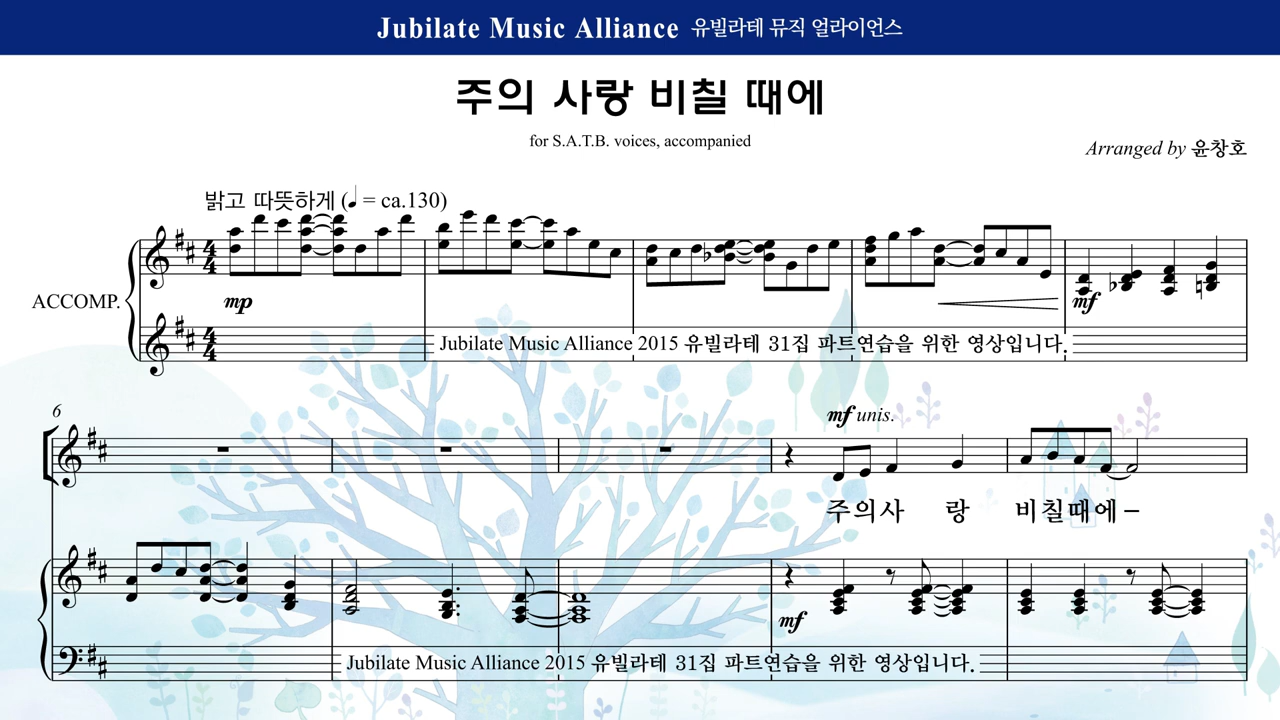 Jubilate Music Alliance 유빌라테 뮤직 얼라이언스
주의 사랑 비칠 때에
for S.A.T.B. voices, accompanied
Arranged by 윤창호
밝고 따뜻하게 (♩ = ca.130)
ACCOMP.
mp
mf
Jubilate Music Alliance 2015 유빌라테 31집 파트연습을 위한 영상입니다.
6
mf unis.
주의사 랑 비칠때에–
mf
Jubilate Music Alliance 2015 유빌라테 31집 파트연습을 위한 영상입니다.